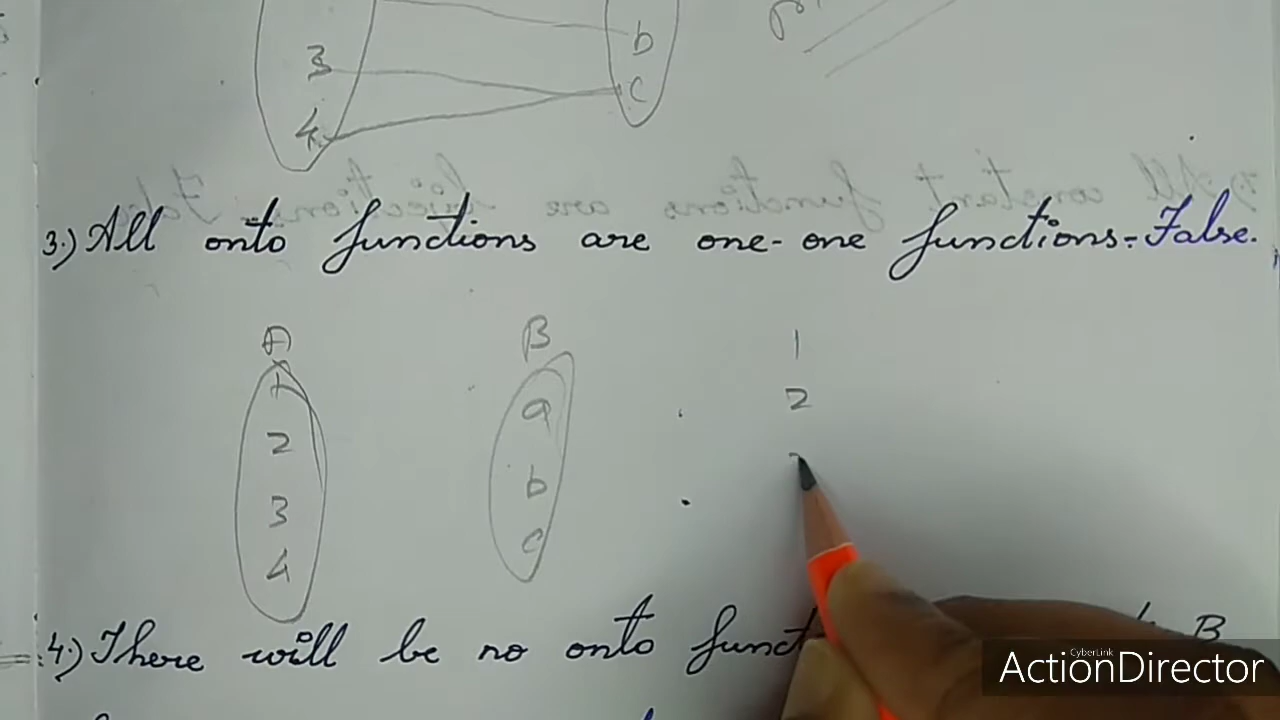 b
3
c
4
3.) All onto functions are one-one functions - False.
A B
1 a 1
2 b 2
3 c
4
4.) There will be no onto B
CyberLink
ActionDirector